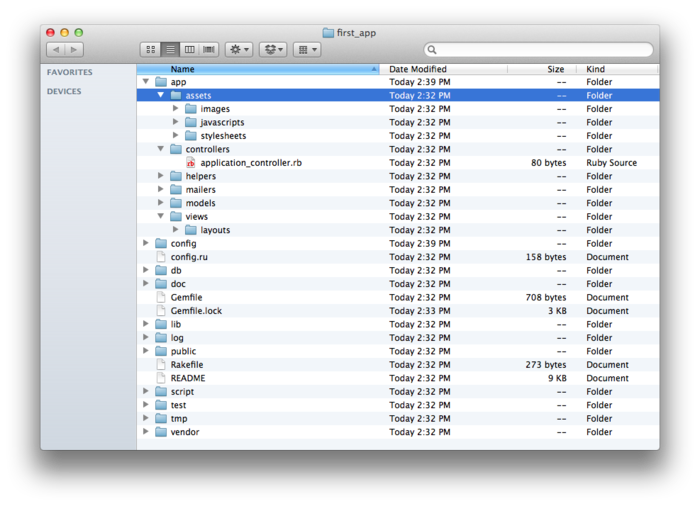 first_app
FAVORITES
DEVICES
Name Date Modified Size Kind
app Today 2:39 PM -- Folder
assets Today 2:32 PM -- Folder
images Today 2:32 PM -- Folder
javascripts Today 2:32 PM -- Folder
stylesheets Today 2:32 PM -- Folder
controllers Today 2:32 PM -- Folder
rb application_controller.rb Today 2:32 PM 80 bytes Ruby Source
helpers Today 2:32 PM -- Folder
mailers Today 2:32 PM -- Folder
models Today 2:32 PM -- Folder
views Today 2:32 PM -- Folder
layouts Today 2:32 PM -- Folder
config Today 2:39 PM -- Folder
config.ru Today 2:32 PM 158 bytes Document
db Today 2:32 PM -- Folder
doc Today 2:32 PM -- Folder
Gemfile Today 2:32 PM 708 bytes Document
Gemfile.lock Today 2:33 PM 3 KB Document
lib Today 2:32 PM -- Folder
log Today 2:32 PM -- Folder
public Today 2:32 PM -- Folder
Rakefile Today 2:32 PM 273 bytes Document
README Today 2:32 PM 9 KB Document
script Today 2:32 PM -- Folder
test Today 2:32 PM -- Folder
tmp Today 2:32 PM -- Folder
vendor Today 2:32 PM -- Folder